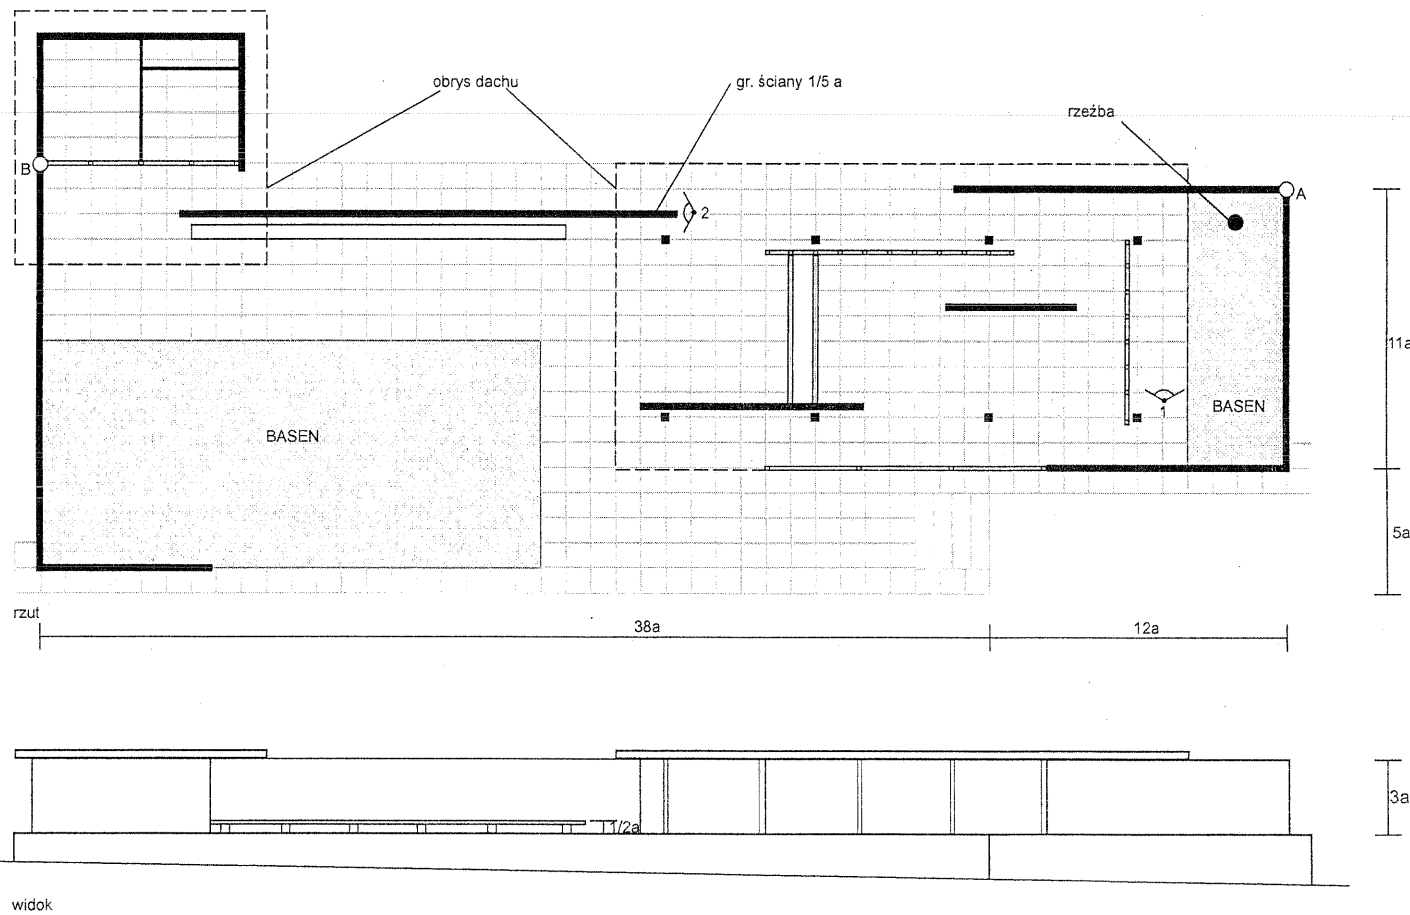 obrys dachu
gr. ściany 1/5 a
rzeźba
B
2
A
11a
1
BASEN
BASEN
5a
rzut
38a
12a
3a
1/2a
widok